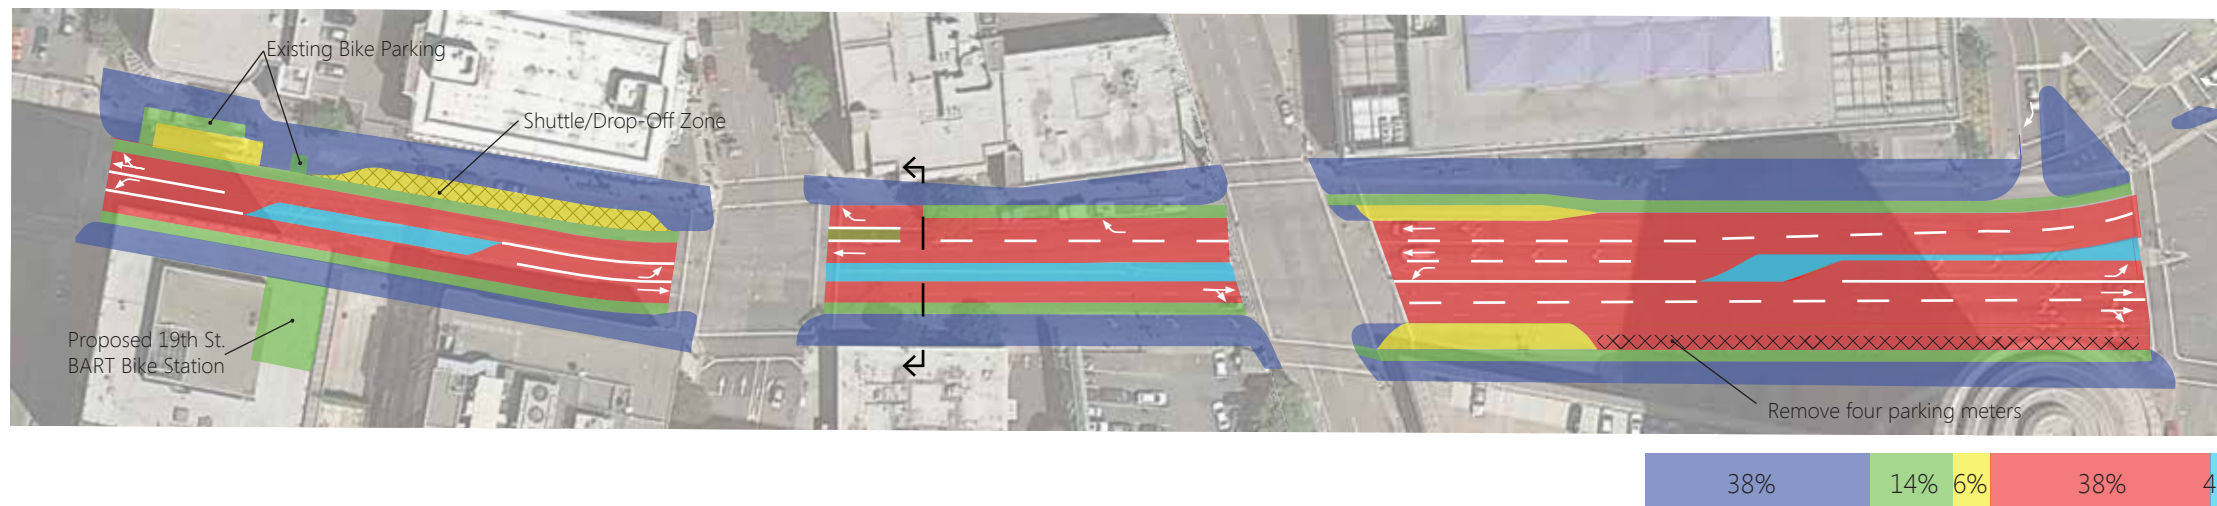 Existing Bike Parking
Shuttle/Drop-Off Zone
Proposed 19th St.
BART Bike Station
Remove four parking meters
38% 14% 6% 38% 4